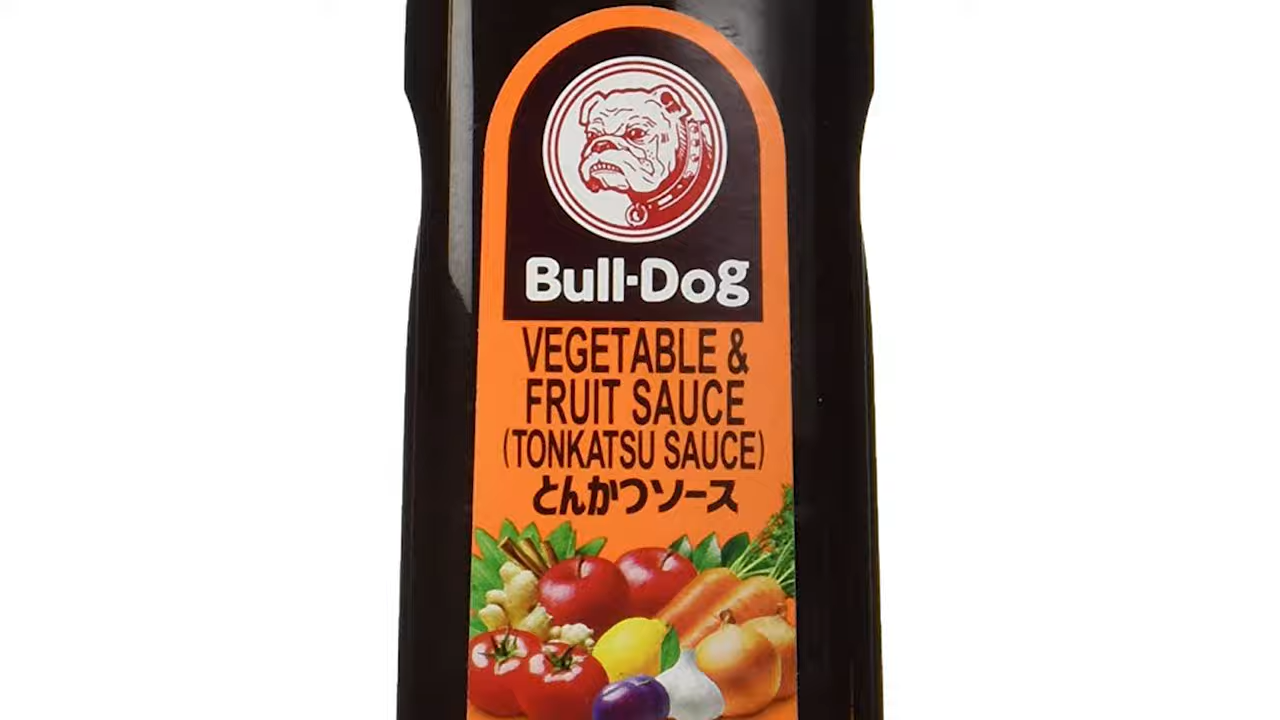 Bull-Dog
VEGETABLE &
FRUIT SAUCE
(TONKATSU SAUCE)
とんかつソース